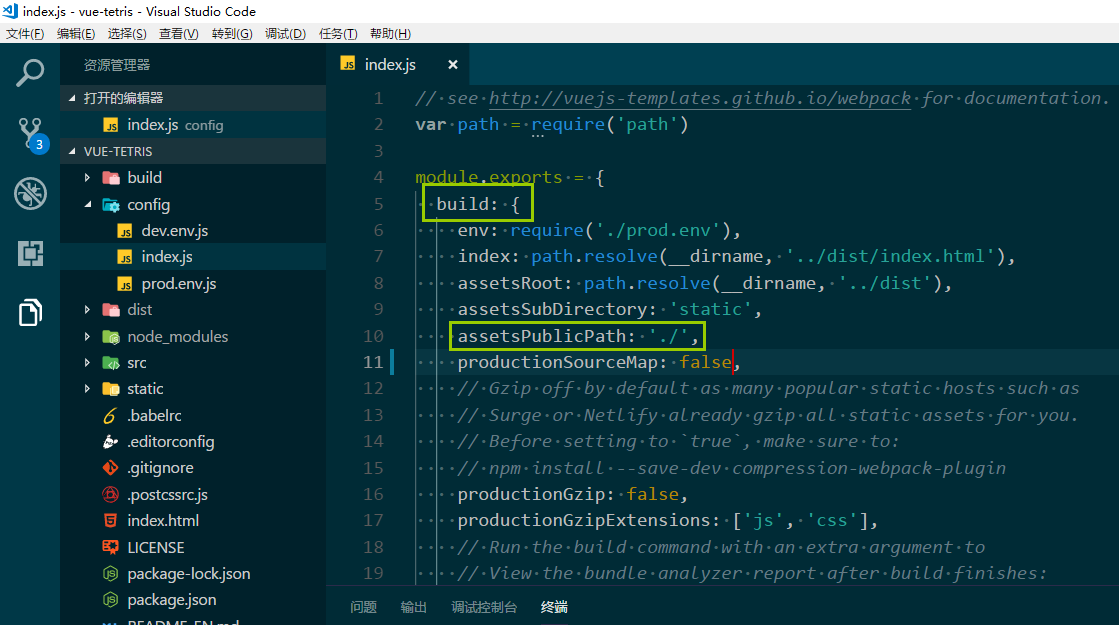 index.js - vue-tetris - Visual Studio Code
文件(F) 编辑(E) 选择(S) 查看(V) 转到(G) 调试(D) 任务(T) 帮助(H)
资源管理器
打开的编辑器
JS index.js config
VUE-TETRIS
build
config
JS dev.env.js
JS index.js
JS prod.env.js
dist
node_modules
src
static
.babelrc
.editorconfig
.gitignore
.postcssrc.js
index.html
LICENSE
package-lock.json
package.json
README-EN.md
3
JS index.js ×
1 // see http://vuejs-templates.github.io/webpack for documentation.
2 var path = require('path')
3
4 module.exports = {
5 build: {
6 env: require('./prod.env'),
7 index: path.resolve(__dirname, '../dist/index.html'),
8 assetsRoot: path.resolve(__dirname, '../dist'),
9 assetsSubDirectory: 'static',
10 assetsPublicPath: './',
11 productionSourceMap: false,
12 // Gzip off by default as many popular static hosts such as
13 // Surge or Netlify already gzip all static assets for you.
14 // Before setting to `true`, make sure to:
15 // npm install --save-dev compression-webpack-plugin
16 productionGzip: false,
17 productionGzipExtensions: ['js', 'css'],
18 // Run the build command with an extra argument to
19 // View the bundle analyzer report after build finishes:
问题 输出 调试控制台 终端